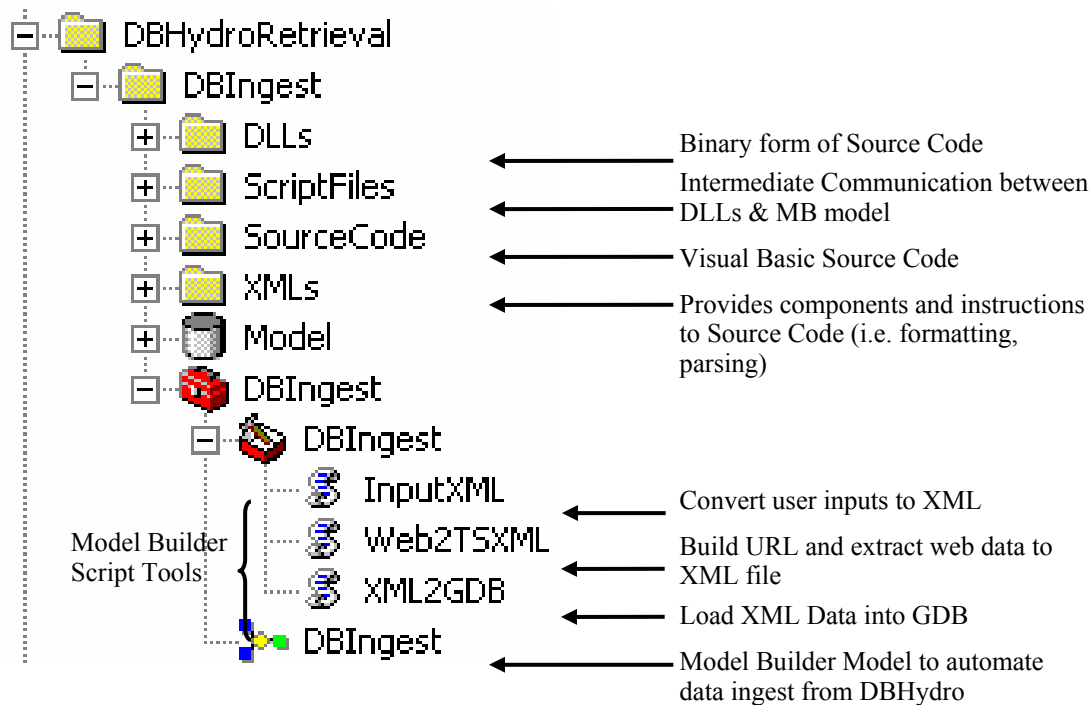 DBHydroRetrieval
DBIngest
DLLs
ScriptFiles
SourceCode
XMLs
Model
DBIngest
DBIngest
InputXML
Web2TSXML
XML2GDB
DBIngest
Model Builder
Script Tools
Binary form of Source Code
Intermediate Communication between
DLLs & MB model
Visual Basic Source Code
Provides components and instructions
to Source Code (i.e. formatting,
parsing)
Convert user inputs to XML
Build URL and extract web data to
XML file
Load XML Data into GDB
Model Builder Model to automate
data ingest from DBHydro